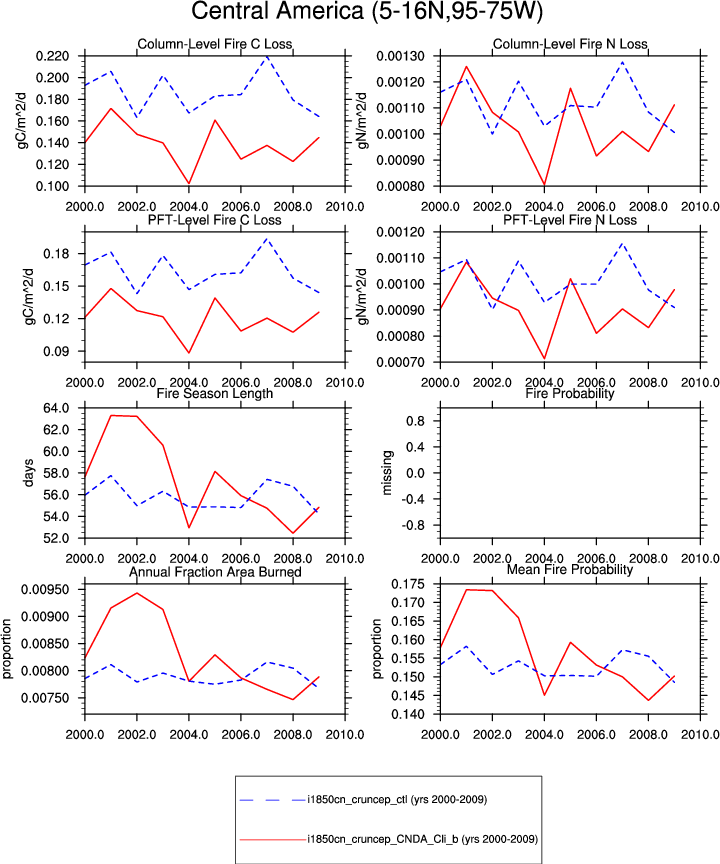 Central America (5-16N,95-75W)
Column-Level Fire C Loss
gC/m^2/d
0.220
0.200
0.180
0.160
0.140
0.120
0.100
2000.0 2002.0 2004.0 2006.0 2008.0 2010.0
Column-Level Fire N Loss
gN/m^2/d
0.00130
0.00120
0.00110
0.00100
0.00090
0.00080
2000.0 2002.0 2004.0 2006.0 2008.0 2010.0
PFT-Level Fire C Loss
gC/m^2/d
0.18
0.15
0.12
0.09
2000.0 2002.0 2004.0 2006.0 2008.0 2010.0
PFT-Level Fire N Loss
gN/m^2/d
0.00120
0.00110
0.00100
0.00090
0.00080
0.00070
2000.0 2002.0 2004.0 2006.0 2008.0 2010.0
Fire Season Length
days
64.0
62.0
60.0
58.0
56.0
54.0
52.0
2000.0 2002.0 2004.0 2006.0 2008.0 2010.0
Fire Probability
missing
0.8
0.4
0.0
-0.4
-0.8
2000.0 2002.0 2004.0 2006.0 2008.0 2010.0
Annual Fraction Area Burned
proportion
0.00950
0.00900
0.00850
0.00800
0.00750
2000.0 2002.0 2004.0 2006.0 2008.0 2010.0
Mean Fire Probability
proportion
0.175
0.170
0.165
0.160
0.155
0.150
0.145
0.140
2000.0 2002.0 2004.0 2006.0 2008.0 2010.0
i1850cn_cruncep_ctl (yrs 2000-2009)
i1850cn_cruncep_CNDA_Cli_b (yrs 2000-2009)